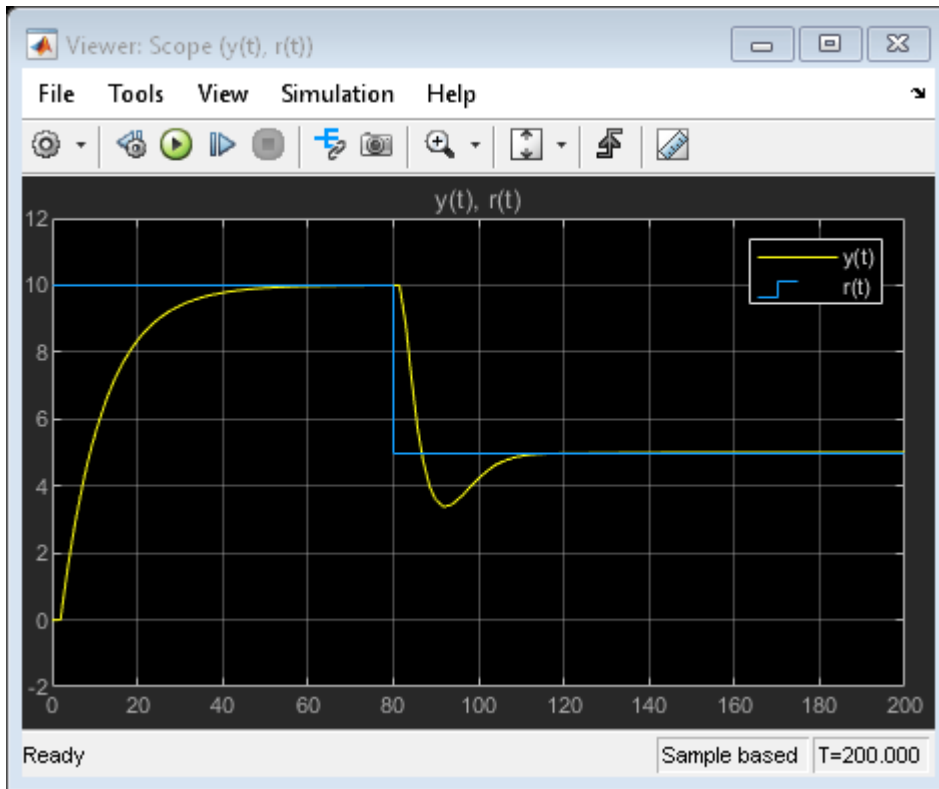 Viewer: Scope (y(t), r(t))
File Tools View Simulation Help
y(t), r(t)
12
10
8
6
4
2
0
-2
y(t)
r(t)
0 20 40 60 80 100 120 140 160 180 200
Ready Sample based T=200.000